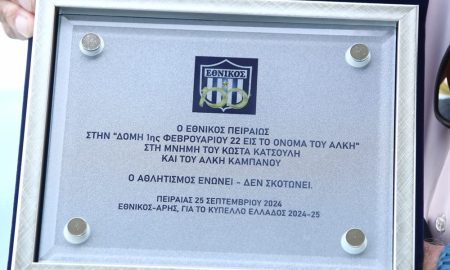 ΕΘΝΙΚΟΣ
Ο ΕΘΝΙΚΟΣ ΠΕΙΡΑΙΩΣ
ΣΤΗΝ "ΔΟΜΗ 1ης ΦΕΒΡΟΥΑΡΙΟΥ 22 ΕΙΣ ΤΟ ΟΝΟΜΑ ΤΟΥ ΑΛΚΗ"
ΣΤΗ ΜΝΗΜΗ ΤΟΥ ΚΩΣΤΑ ΚΑΤΣΟΥΛΗ
ΚΑΙ ΤΟΥ ΑΛΚΗ ΚΑΜΠΑΝΟΥ
Ο ΑΘΛΗΤΙΣΜΟΣ ΕΝΩΝΕΙ - ΔΕΝ ΣΚΟΤΩΝΕΙ.
ΠΕΙΡΑΙΑΣ 25 ΣΕΠΤΕΜΒΡΙΟΥ 2024
ΕΘΝΙΚΟΣ-ΑΡΗΣ, ΓΙΑ ΤΟ ΚΥΠΕΛΛΟ ΕΛΛΑΔΟΣ 2024-25